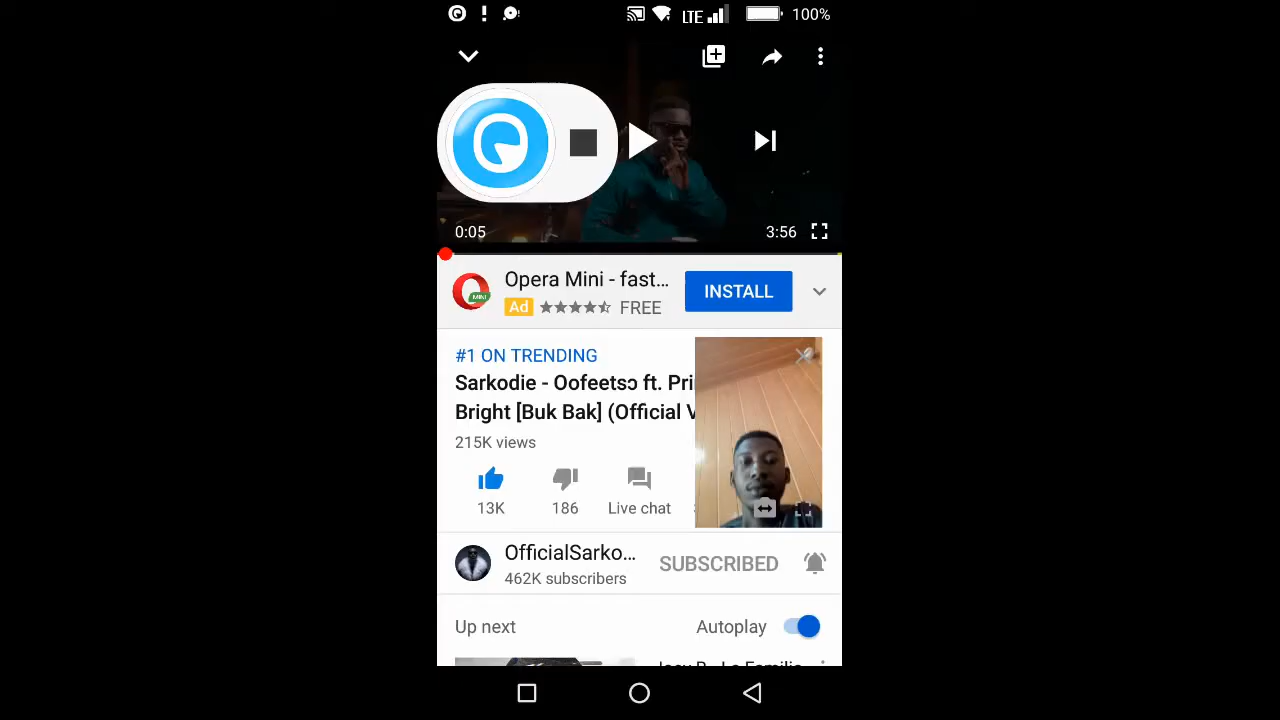 LTE 100%
0:05 3:56
Opera Mini - fast...
Ad FREE
INSTALL
MINI
#1 ON TRENDING
Sarkodie - Oofeetsɔ ft. Pri
Bright [Buk Bak] (Official V
215K views
13K 186 Live chat
OfficialSarko...
462K subscribers
SUBSCRIBED
Up next Autoplay